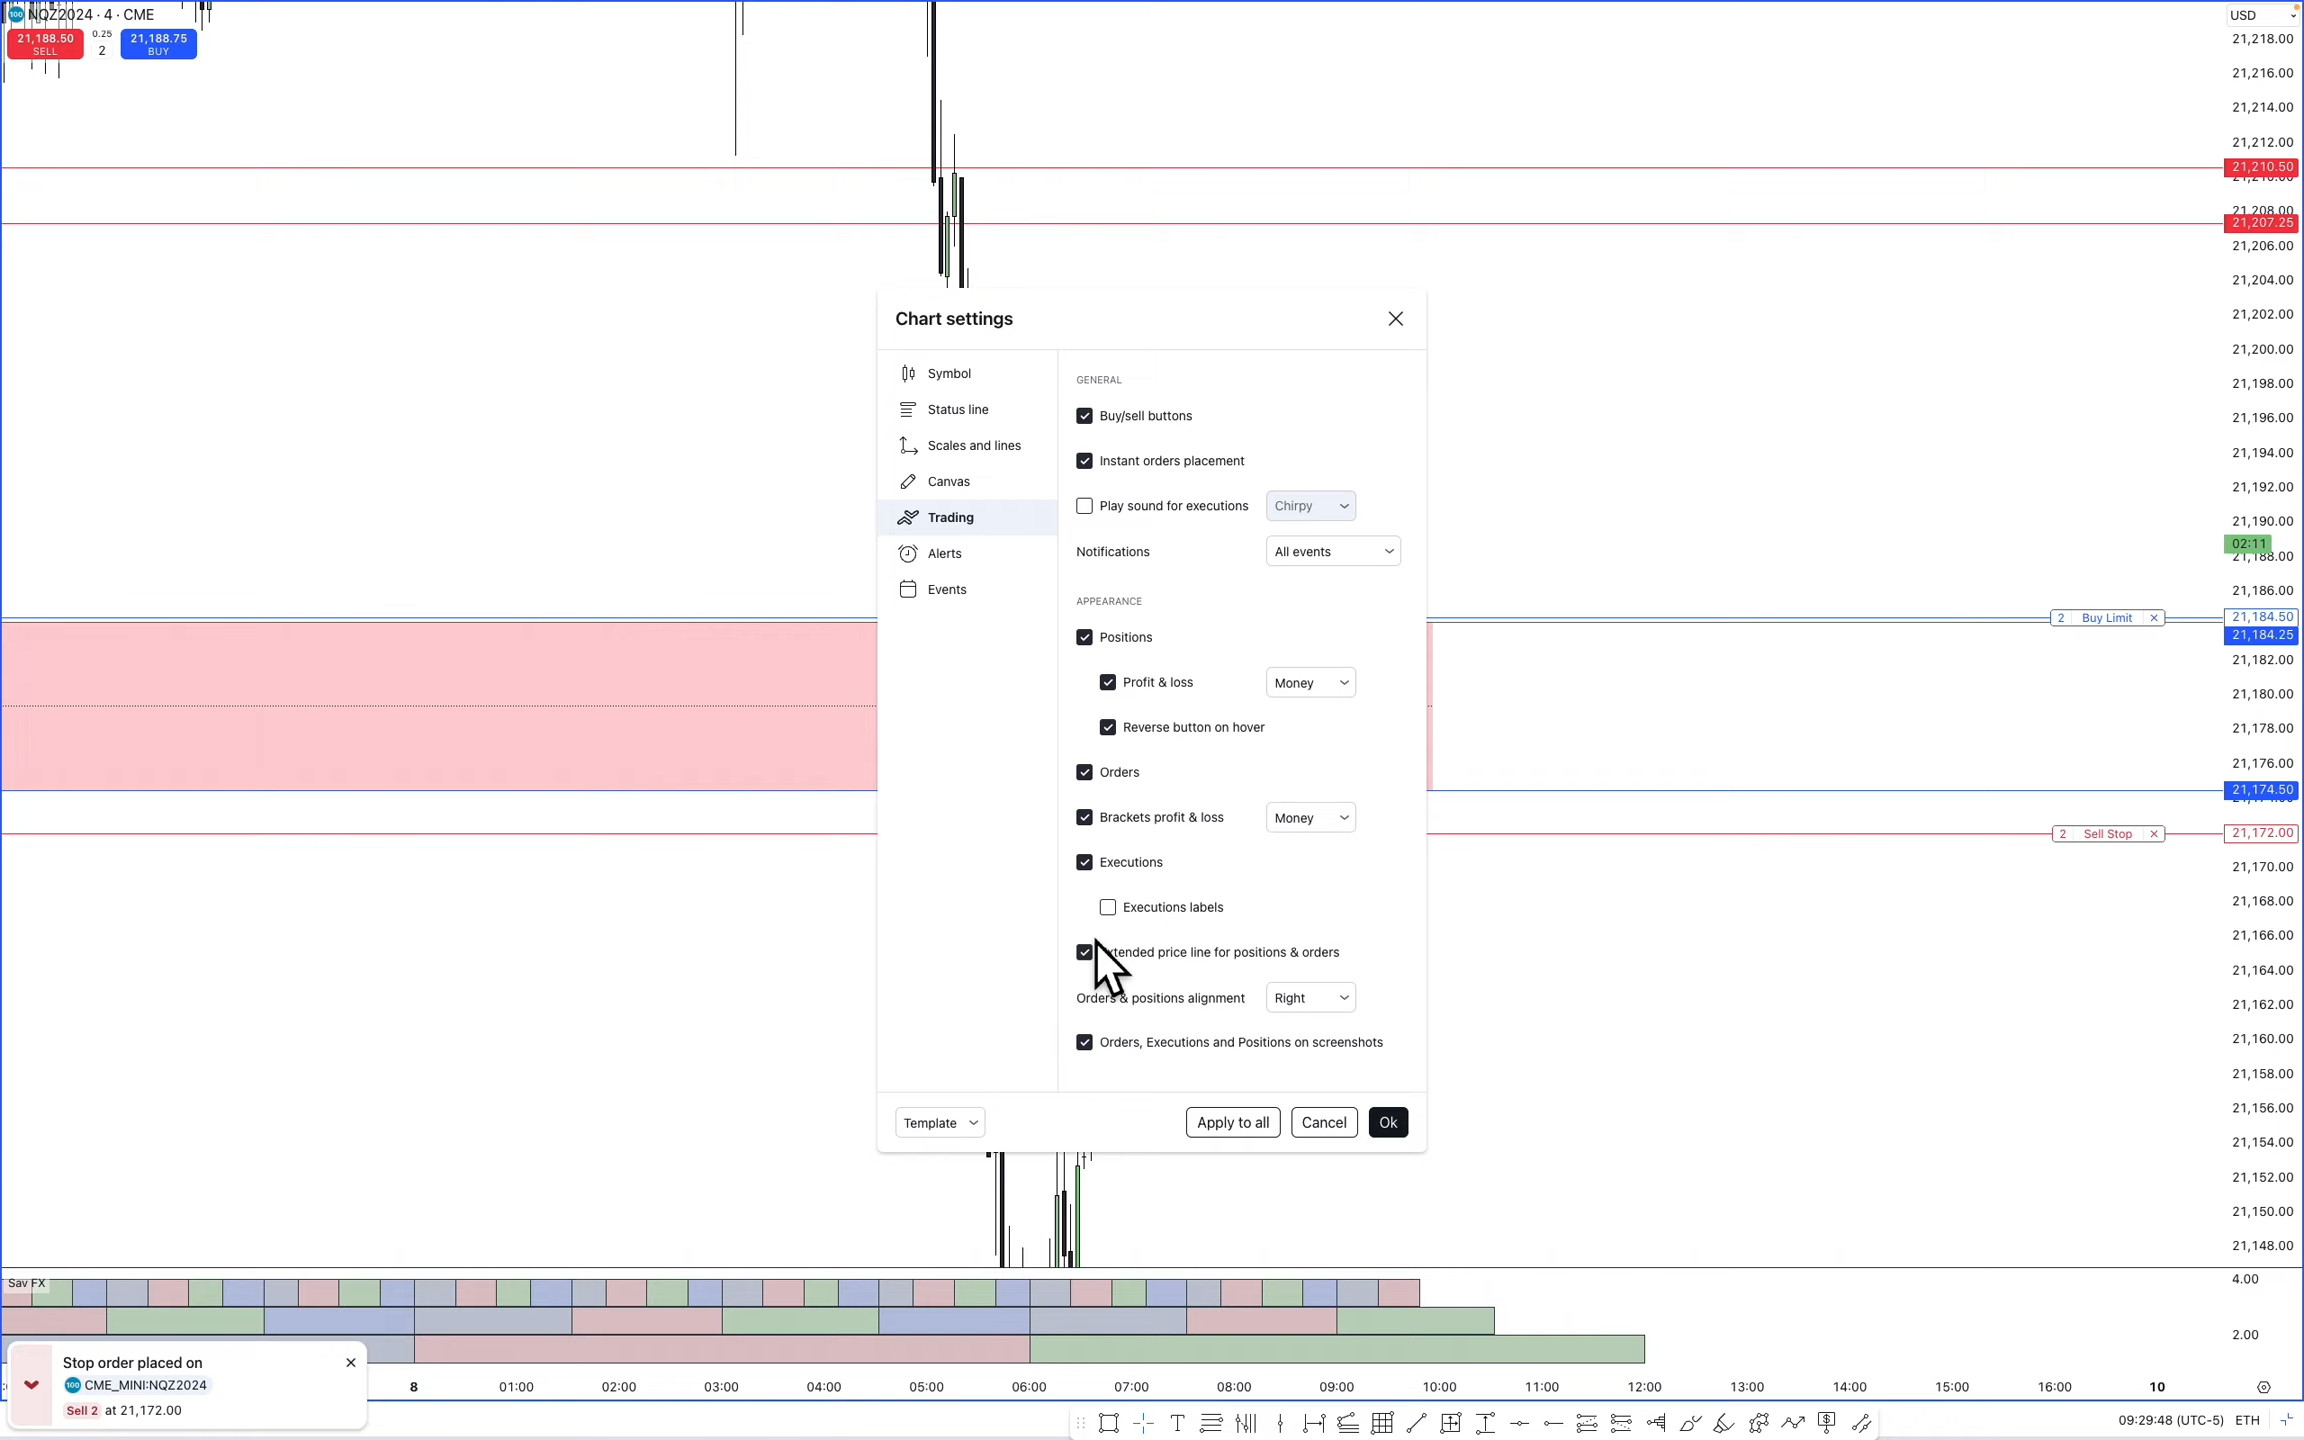 NQZ2024 · 4 · CME
21,188.50
SELL
0.25
2
21,188.75
BUY
USD
21,218.00
21,216.00
21,214.00
21,212.00
21,210.50
21,210.00
21,208.00
21,207.25
21,206.00
21,204.00
21,202.00
21,200.00
21,198.00
21,196.00
21,194.00
21,192.00
21,190.00
02:11
21,188.00
21,186.00
2 Buy Limit
21,184.50
21,184.25
21,182.00
21,180.00
21,178.00
21,176.00
21,174.50
2 Sell Stop
21,172.00
21,170.00
21,168.00
21,166.00
21,164.00
21,162.00
21,160.00
21,158.00
21,156.00
21,154.00
21,152.00
21,150.00
21,148.00
4.00
2.00
Chart settings
Symbol
Status line
Scales and lines
Canvas
Trading
Alerts
Events
GENERAL
Buy/sell buttons
Instant orders placement
Play sound for executions Chirpy
Notifications All events
APPEARANCE
Positions
Profit & loss Money
Reverse button on hover
Orders
Brackets profit & loss Money
Executions
Executions labels
Extended price line for positions & orders
Orders & positions alignment Right
Orders, Executions and Positions on screenshots
Template
Apply to all
Cancel
Ok
Sav FX
Stop order placed on
100 CME_MINI:NQZ2024
Sell 2 at 21,172.00
8 01:00 02:00 03:00 04:00 05:00 06:00 07:00 08:00 09:00 10:00 11:00 12:00 13:00 14:00 15:00 16:00 10
09:29:48 (UTC-5) ETH